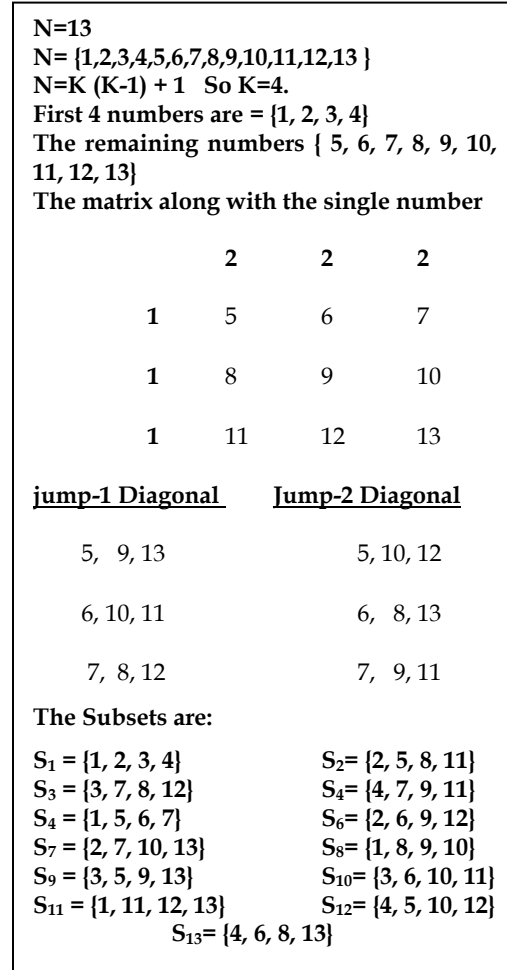 N=13
N= {1,2,3,4,5,6,7,8,9,10,11,12,13 }
N=K (K-1) + 1 So K=4.
First 4 numbers are = {1, 2, 3, 4}
The remaining numbers { 5, 6, 7, 8, 9, 10,
11, 12, 13}
The matrix along with the single number
2 2 2
1 5 6 7
1 8 9 10
1 11 12 13
jump-1 Diagonal Jump-2 Diagonal
5, 9, 13 5, 10, 12
6, 10, 11 6, 8, 13
7, 8, 12 7, 9, 11
The Subsets are:
S₁ = {1, 2, 3, 4} S₂= {2, 5, 8, 11}
S₃ = {3, 7, 8, 12} S₄= {4, 7, 9, 11}
S₄ = {1, 5, 6, 7} S₆= {2, 6, 9, 12}
S₇ = {2, 7, 10, 13} S₈= {1, 8, 9, 10}
S₉ = {3, 5, 9, 13} S₁₀= {3, 6, 10, 11}
S₁₁ = {1, 11, 12, 13} S₁₂= {4, 5, 10, 12}
S₁₃= {4, 6, 8, 13}